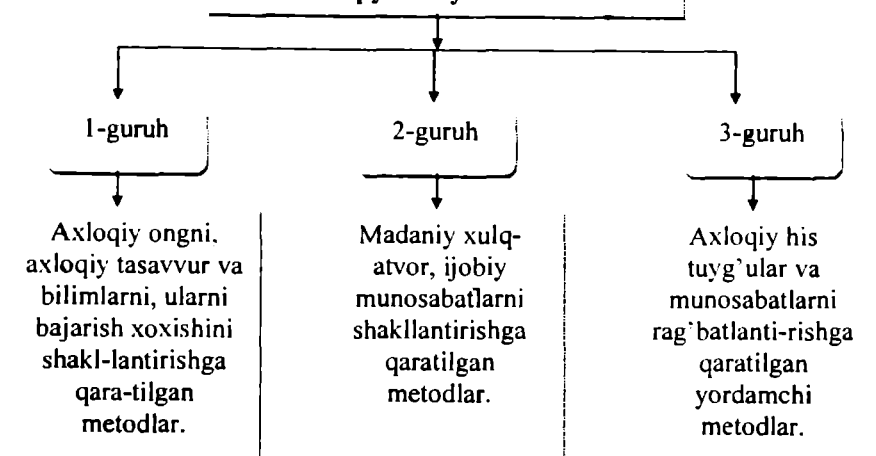 1-guruh
2-guruh
3-guruh
Axloqiy ongni,
axloqiy tasavvur va
bilimlarni, ularni
bajarish xoxishini
shakl-lantirishga
qara-tilgan
metodlar.
Madaniy xulq-
atvor, ijobiy
munosabatlarni
shakllantirishga
qaratilgan
metodlar.
Axloqiy his
tuyg'ular va
munosabatlarni
rag'batlanti-rishga
qaratilgan
yordamchi
metodlar.